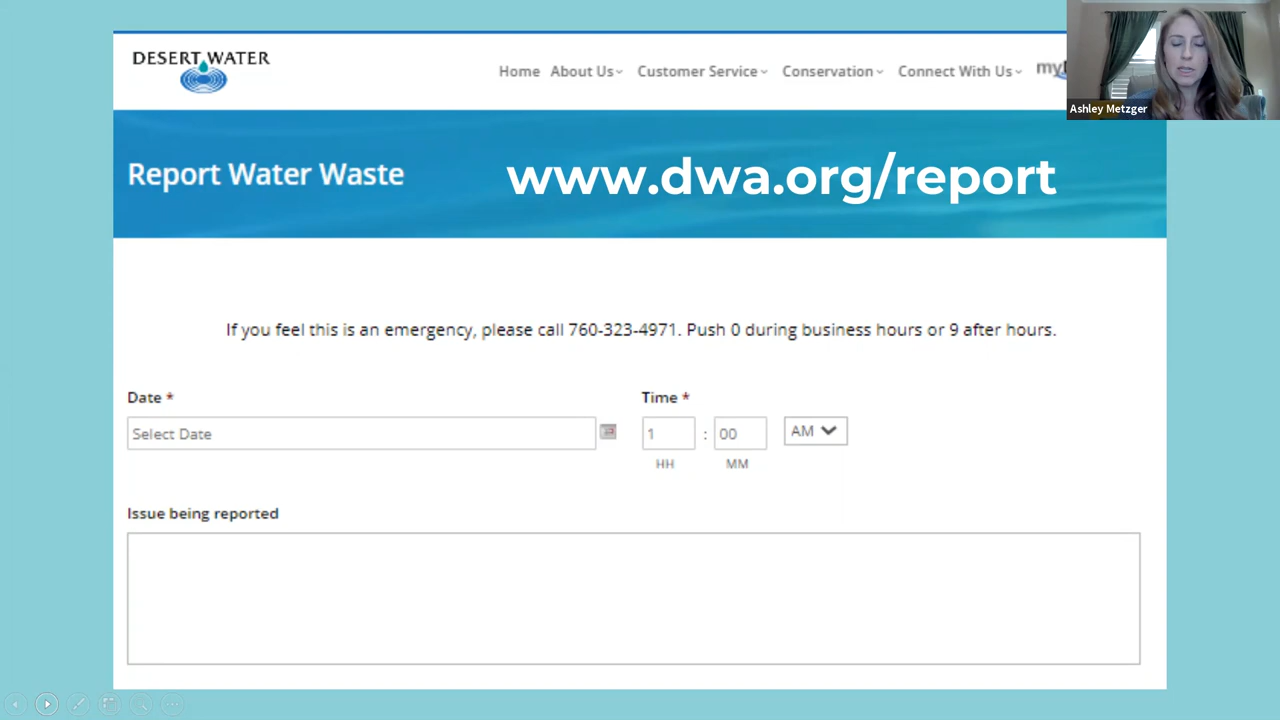 DESERT WATER
Home
About Us
Customer Service
Conservation
Connect With Us
my
Ashley Metzger
Report Water Waste
www.dwa.org/report
If you feel this is an emergency, please call 760-323-4971. Push 0 during business hours or 9 after hours.
Date *
Time *
Select Date
1 : 00 AM
HH MM
Issue being reported